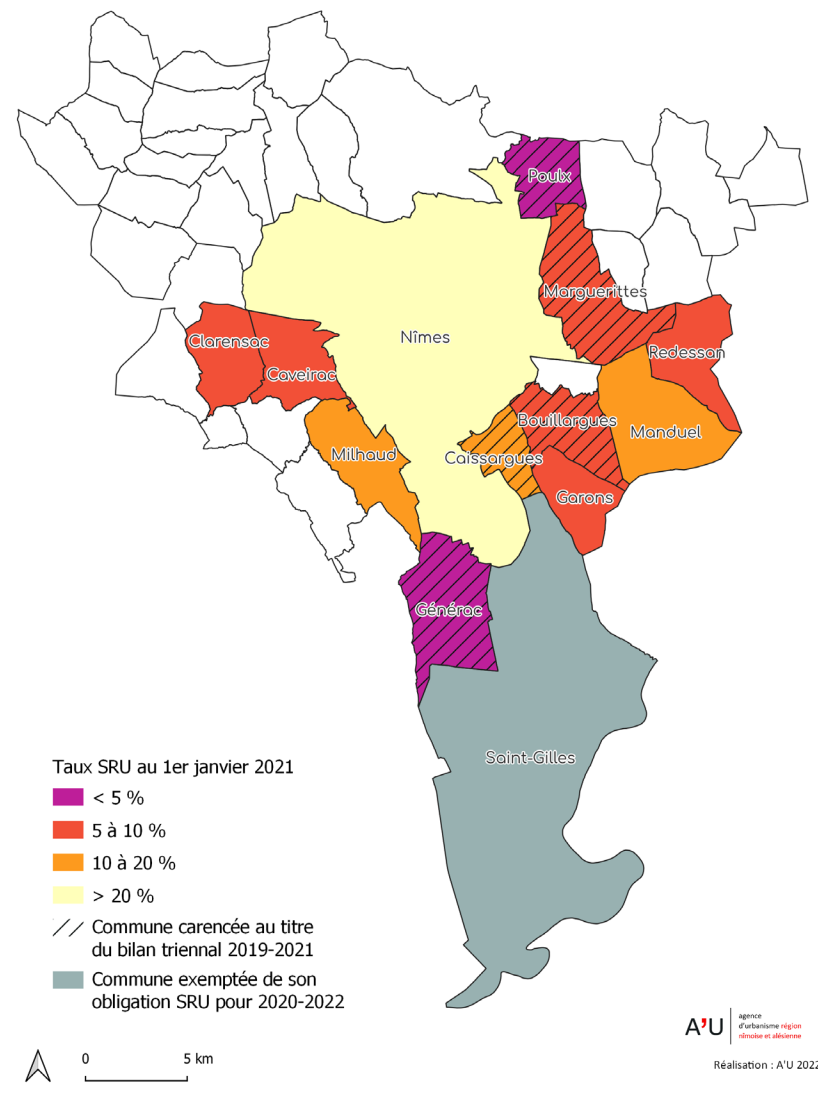 Poulx
Marguerittes
Nîmes
Clarensac
Redessan
Caveirac
Bouillargues
Manduel
Milhaud
Caissargues
Garons
Générac
Saint-Gilles
Taux SRU au 1er janvier 2021
< 5 %
5 à 10 %
10 à 20 %
> 20 %
Commune carencée au titre
du bilan triennal 2019-2021
Commune exemptée de son
obligation SRU pour 2020-2022
A'U
agence
d'urbanisme région
nîmoise et alésienne
0 5 km
Réalisation : A'U 2022